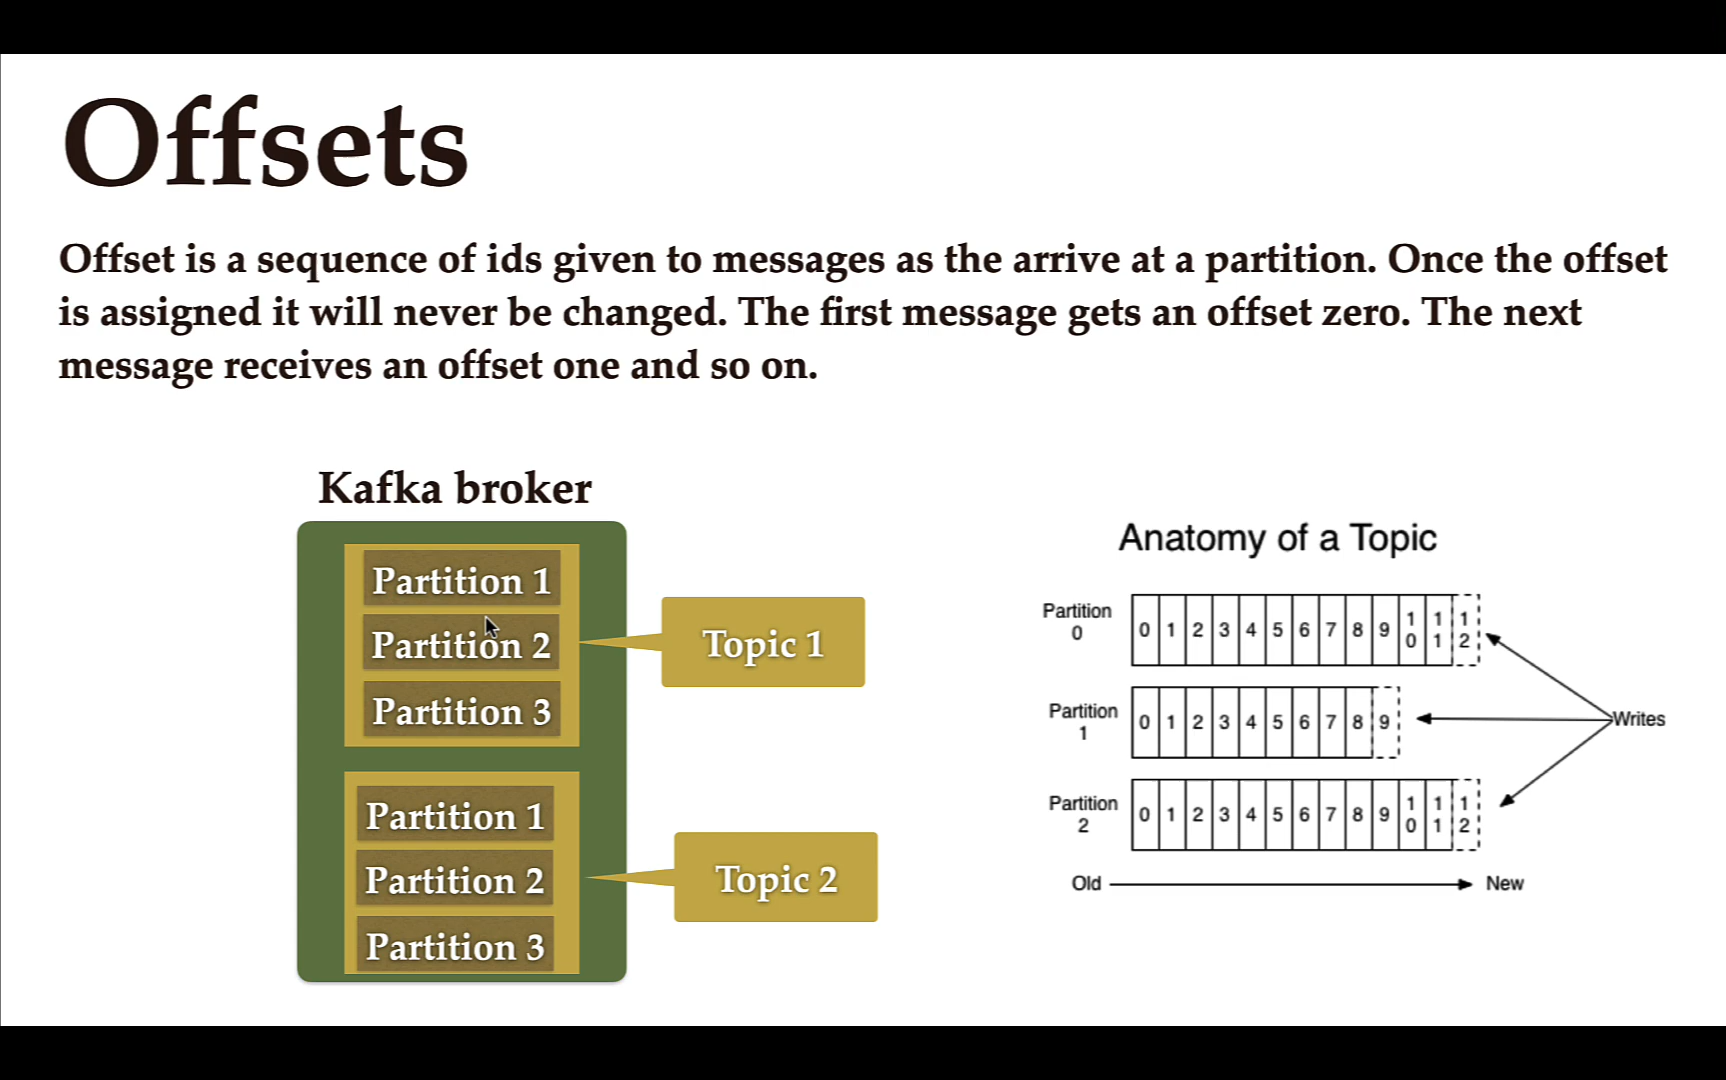 Offsets
Offset is a sequence of ids given to messages as the arrive at a partition. Once the offset
is assigned it will never be changed. The first message gets an offset zero. The next
message receives an offset one and so on.
Kafka broker
Partition 1
Partition 2
Partition 3
Topic 1
Partition 1
Partition 2
Partition 3
Topic 2
Anatomy of a Topic
Partition 0
0 1 2 3 4 5 6 7 8 9 10 11 12
Partition 1
0 1 2 3 4 5 6 7 8 9
Partition 2
0 1 2 3 4 5 6 7 8 9 10 11 12
Writes
Old
New